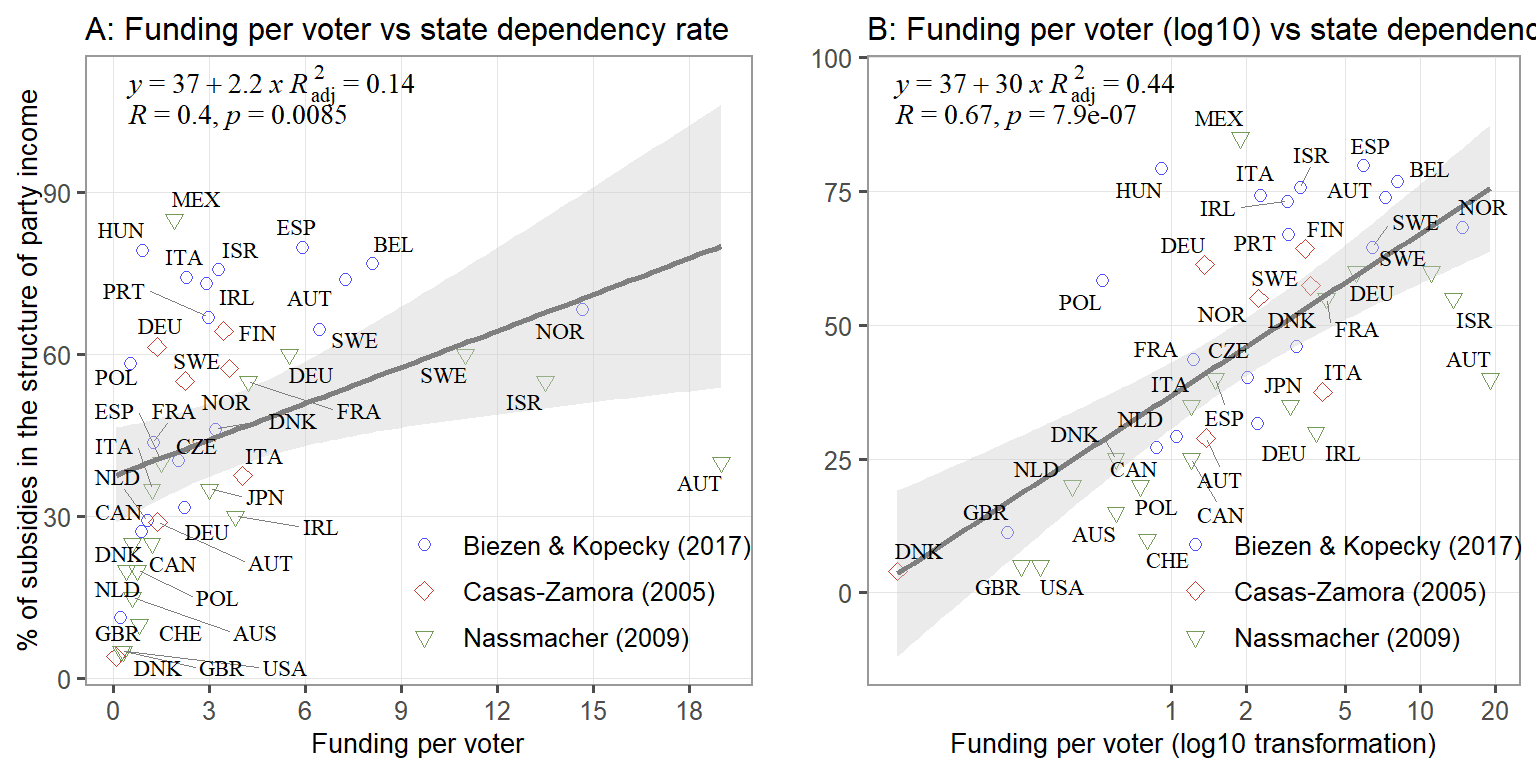 A: Funding per voter vs state dependency rate
y = 37 + 2.2 x R²adj = 0.14
R = 0.4, p = 0.0085
% of subsidies in the structure of party income
90
60
30
0
MEX
HUN
ESP
ITA
ISR
BEL
PRT
IRL
AUT
DEU
FIN
NOR
SWE
SWE
POL
DEU
SWE
NOR
ISR
ESP
FRA
FRA
DNK
ITA
CZE
ITA
NLD
AUT
JPN
CAN
DEU
IRL
DNK
CAN
AUT
NLD
POL
GBR
CHE
AUS
DNK
GBR
USA
Biezen & Kopecky (2017)
Casas-Zamora (2005)
Nassmacher (2009)
0 3 6 9 12 15 18
Funding per voter
B: Funding per voter (log10) vs state dependenc
y = 37 + 30 x R²adj = 0.44
R = 0.67, p = 7.9e-07
100
75
50
25
0
MEX
ESP
ISR
ITA
BEL
HUN
AUT
IRL
NOR
SWE
FIN
PRT
DEU
SWE
SWE
DEU
POL
NOR
DNK
FRA
ISR
FRA
CZE
AUT
ITA
JPN
ITA
NLD
ESP
DNK
DEU
IRL
NLD
CAN
AUT
POL
CAN
GBR
AUS
DNK
CHE
GBR
USA
Biezen & Kopecky (2017)
Casas-Zamora (2005)
Nassmacher (2009)
1 2 5 10 20
Funding per voter (log10 transformation)